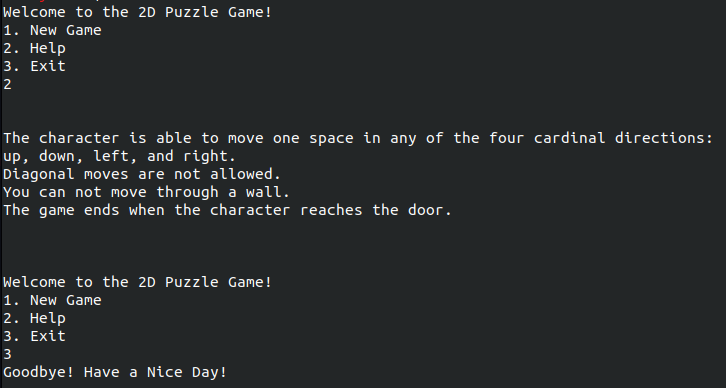 Welcome to the 2D Puzzle Game!
1. New Game
2. Help
3. Exit
2
The character is able to move one space in any of the four cardinal directions:
up, down, left, and right.
Diagonal moves are not allowed.
You can not move through a wall.
The game ends when the character reaches the door.
Welcome to the 2D Puzzle Game!
1. New Game
2. Help
3. Exit
3
Goodbye! Have a Nice Day!